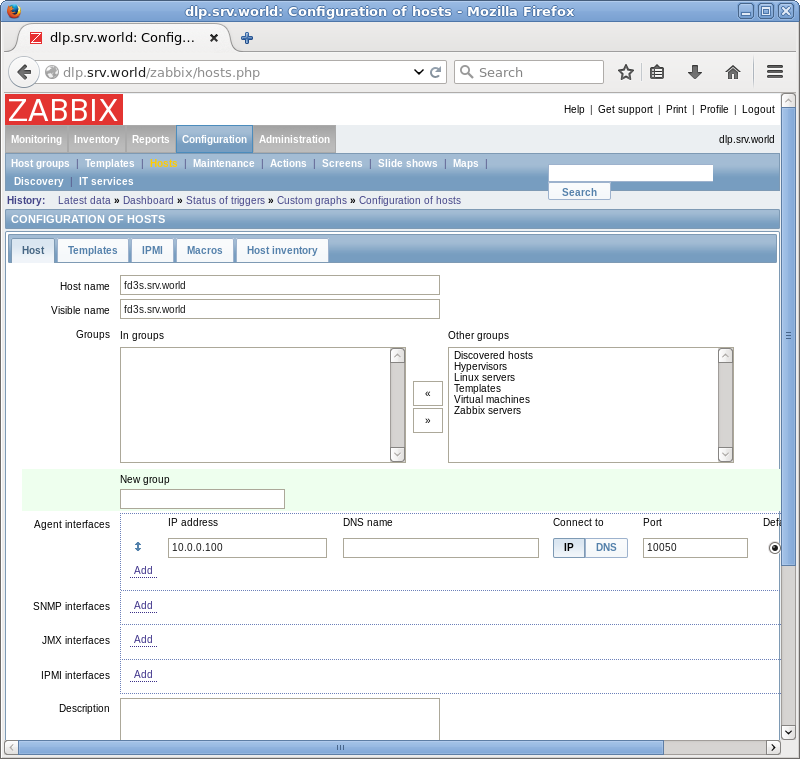 dlp.srv.world: Configuration of hosts - Mozilla Firefox
dlp.srv.world: Config...
dlp.srv.world/zabbix/hosts.php
Search
ZABBIX
Help | Get support | Print | Profile | Logout
Monitoring Inventory Reports Configuration Administration
dlp.srv.world
Host groups | Templates | Hosts | Maintenance | Actions | Screens | Slide shows | Maps |
Discovery | IT services
Search
History: Latest data » Dashboard » Status of triggers » Custom graphs » Configuration of hosts
CONFIGURATION OF HOSTS
Host Templates IPMI Macros Host inventory
Host name fd3s.srv.world
Visible name fd3s.srv.world
Groups In groups Other groups
Discovered hosts
Hypervisors
Linux servers
Templates
Virtual machines
Zabbix servers
«
»
New group
Agent interfaces IP address DNS name Connect to Port Defa
10.0.0.100 IP DNS 10050
Add
SNMP interfaces Add
JMX interfaces Add
IPMI interfaces Add
Description